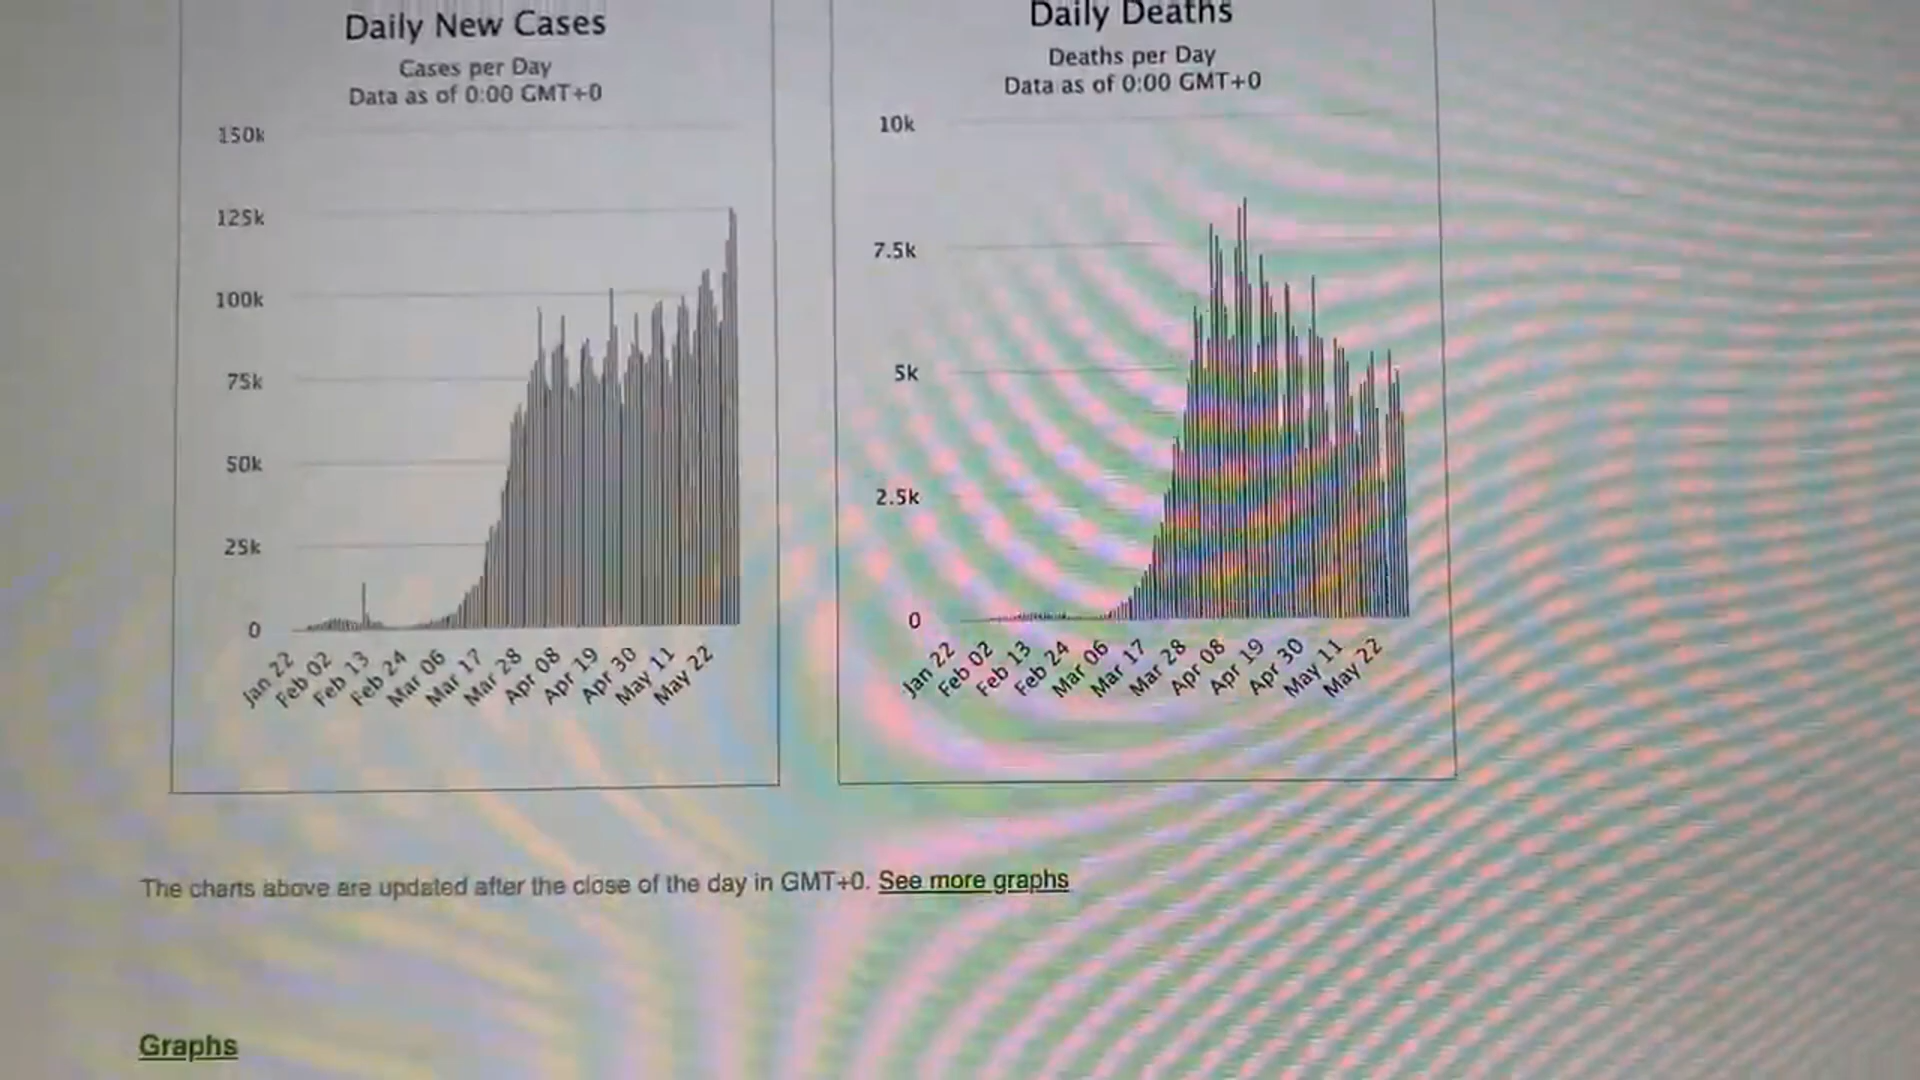 Daily New Cases
Cases per Day
Data as of 0:00 GMT+0
150k
125k
100k
75k
50k
25k
0
Jan 22
Feb 02
Feb 13
Feb 24
Mar 06
Mar 17
Mar 28
Apr 08
Apr 19
Apr 30
May 11
May 22
Daily Deaths
Deaths per Day
Data as of 0:00 GMT+0
10k
7.5k
5k
2.5k
0
Jan 22
Feb 02
Feb 13
Feb 24
Mar 06
Mar 17
Mar 28
Apr 08
Apr 19
Apr 30
May 11
May 22
The charts above are updated after the close of the day in GMT+0. See more graphs
Graphs